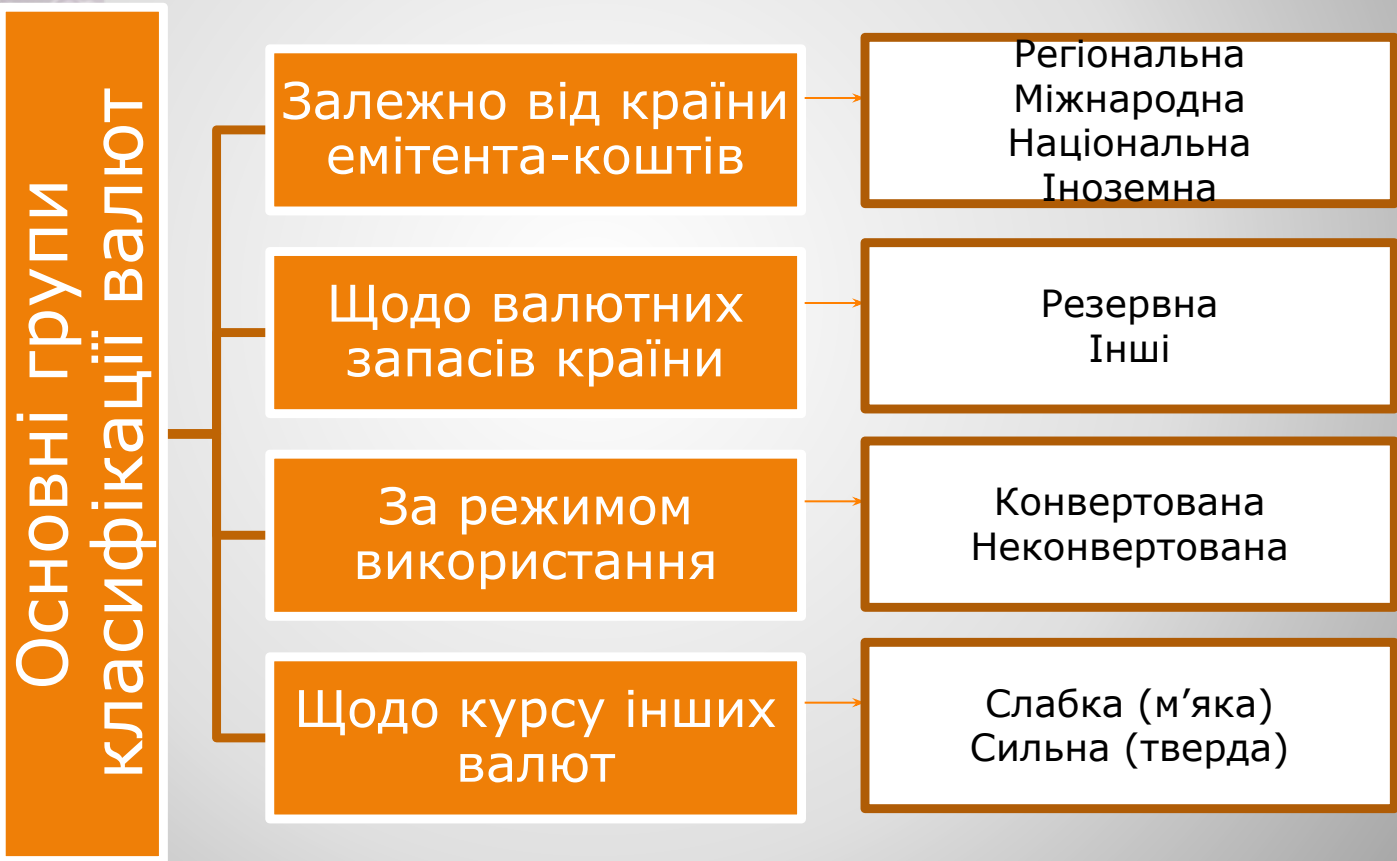 Основні групи
класифікації валют
Залежно від країни
емітента-коштів
Регіональна
Міжнародна
Національна
Іноземна
Щодо валютних
запасів країни
Резервна
Інші
За режимом
використання
Конвертована
Неконвертована
Щодо курсу інших
валют
Слабка (м’яка)
Сильна (тверда)